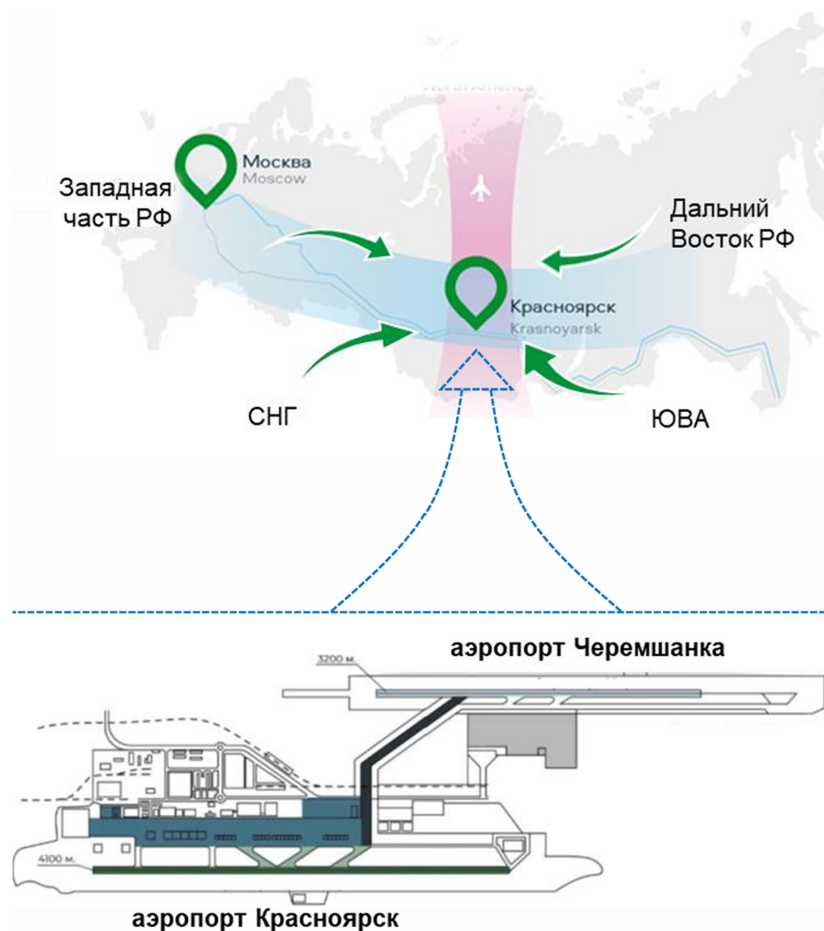 Москва
Moscow
Западная
часть РФ
Дальний
Восток РФ
Красноярск
Krasnoyarsk
СНГ
ЮВА
аэропорт Черемшанка
3200 м.
4100 м.
аэропорт Красноярск